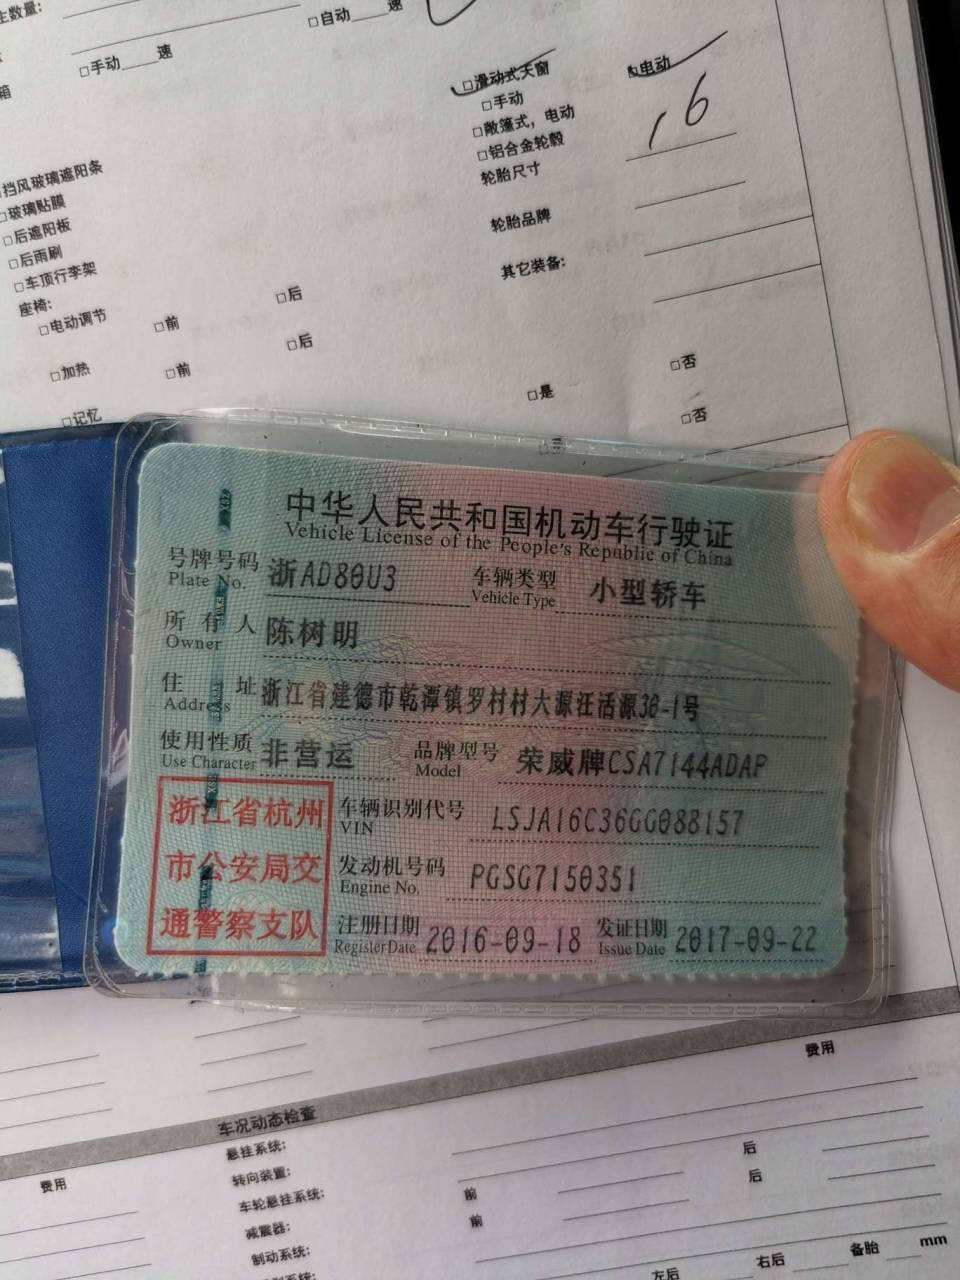 主数量:
□自动____速
□手动____速
箱
□滑动式天窗 □电动
□手动
□敞篷式，电动
□铝合金轮毂
轮胎尺寸 16
挡风玻璃遮阳条
□玻璃贴膜
□后遮阳板
□后雨刷
□车顶行李架
轮胎品牌
其它装备:
座椅:
□电动调节 □前 □后
□加热 □前 □后
□是 □否
□记忆
□否
中华人民共和国机动车行驶证
Vehicle License of the People's Republic of China
号牌号码 浙AD80U3 车辆类型 小型轿车
Plate No. Vehicle Type
所有人 陈树明
Owner
住址 浙江省建德市乾潭镇罗村村大源汪活源38-1号
Address
使用性质 非营运 品牌型号 荣威牌CSA7144ADAP
Use Character Model
浙江省杭州
市公安局交
通警察支队
车辆识别代号 LSJA16C36GG088157
VIN
发动机号码 PGSG7150351
Engine No.
注册日期 2016-09-18 发证日期 2017-09-22
Register Date Issue Date
费用
车况动态检查
费用
悬挂系统: 后
转向装置: 后
车轮悬挂系统: 前
减震器: 前
制动系统:
左后 右后 备胎 mm